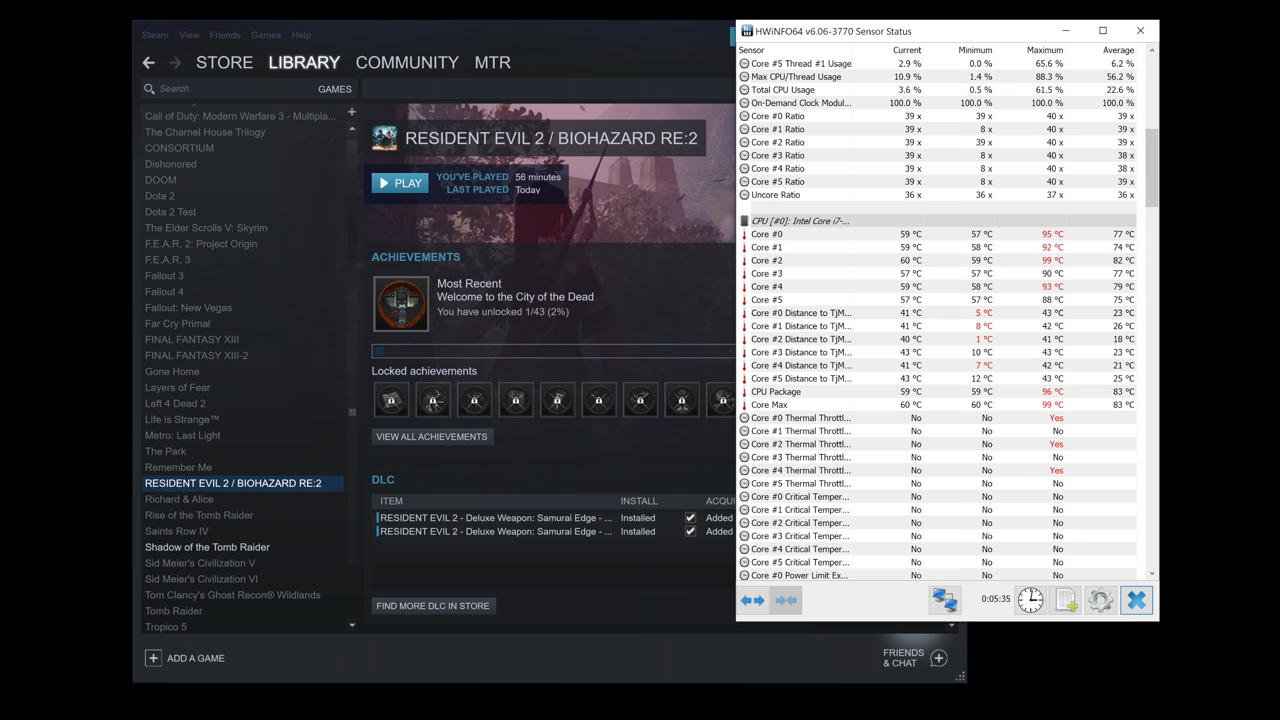 Steam View Friends Games Help
STORE LIBRARY COMMUNITY MTR
Search GAMES
Call of Duty: Modern Warfare 3 - Multipla...
The Charnel House Trilogy
CONSORTIUM
Dishonored
DOOM
Dota 2
Dota 2 Test
The Elder Scrolls V: Skyrim
F.E.A.R. 2: Project Origin
F.E.A.R. 3
Fallout 3
Fallout 4
Fallout: New Vegas
Far Cry Primal
FINAL FANTASY XIII
FINAL FANTASY XIII-2
Gone Home
Layers of Fear
Left 4 Dead 2
Life is Strange™
Metro: Last Light
The Park
Remember Me
RESIDENT EVIL 2 / BIOHAZARD RE:2
Richard & Alice
Rise of the Tomb Raider
Saints Row IV
Shadow of the Tomb Raider
Sid Meier's Civilization V
Sid Meier's Civilization VI
Tom Clancy's Ghost Recon® Wildlands
Tomb Raider
Tropico 5
ADD A GAME
RESIDENT EVIL 2 / BIOHAZARD RE:2
PLAY
YOU'VE PLAYED 56 minutes
LAST PLAYED Today
ACHIEVEMENTS
Most Recent
Welcome to the City of the Dead
You have unlocked 1/43 (2%)
Locked achievements
VIEW ALL ACHIEVEMENTS
DLC
ITEM INSTALL ACQU
RESIDENT EVIL 2 - Deluxe Weapon: Samurai Edge - ... Installed Added
RESIDENT EVIL 2 - Deluxe Weapon: Samurai Edge - ... Installed Added
FIND MORE DLC IN STORE
FRIENDS
& CHAT
HWiNFO64 v6.06-3770 Sensor Status
Sensor Current Minimum Maximum Average
Core #5 Thread #1 Usage 2.9 % 0.0 % 65.6 % 6.2 %
Max CPU/Thread Usage 10.9 % 1.4 % 88.3 % 56.2 %
Total CPU Usage 3.6 % 0.5 % 61.5 % 22.6 %
On-Demand Clock Modul... 100.0 % 100.0 % 100.0 % 100.0 %
Core #0 Ratio 39 x 39 x 40 x 39 x
Core #1 Ratio 39 x 8 x 40 x 39 x
Core #2 Ratio 39 x 39 x 40 x 39 x
Core #3 Ratio 39 x 8 x 40 x 38 x
Core #4 Ratio 39 x 8 x 40 x 38 x
Core #5 Ratio 39 x 8 x 40 x 39 x
Uncore Ratio 36 x 36 x 37 x 36 x
CPU [#0]: Intel Core i7-...
Core #0 59 °C 57 °C 95 °C 77 °C
Core #1 59 °C 58 °C 92 °C 74 °C
Core #2 60 °C 59 °C 99 °C 82 °C
Core #3 57 °C 57 °C 90 °C 77 °C
Core #4 59 °C 58 °C 93 °C 79 °C
Core #5 57 °C 57 °C 88 °C 75 °C
Core #0 Distance to TjM... 41 °C 5 °C 43 °C 23 °C
Core #1 Distance to TjM... 41 °C 8 °C 42 °C 26 °C
Core #2 Distance to TjM... 40 °C 1 °C 41 °C 18 °C
Core #3 Distance to TjM... 43 °C 10 °C 43 °C 23 °C
Core #4 Distance to TjM... 41 °C 7 °C 42 °C 21 °C
Core #5 Distance to TjM... 43 °C 12 °C 43 °C 25 °C
CPU Package 59 °C 59 °C 96 °C 83 °C
Core Max 60 °C 60 °C 99 °C 83 °C
Core #0 Thermal Throttl... No No Yes
Core #1 Thermal Throttl... No No No
Core #2 Thermal Throttl... No No Yes
Core #3 Thermal Throttl... No No No
Core #4 Thermal Throttl... No No Yes
Core #5 Thermal Throttl... No No No
Core #0 Critical Temper... No No No
Core #1 Critical Temper... No No No
Core #2 Critical Temper... No No No
Core #3 Critical Temper... No No No
Core #4 Critical Temper... No No No
Core #5 Critical Temper... No No No
Core #0 Power Limit Ex... No No No
0:05:35